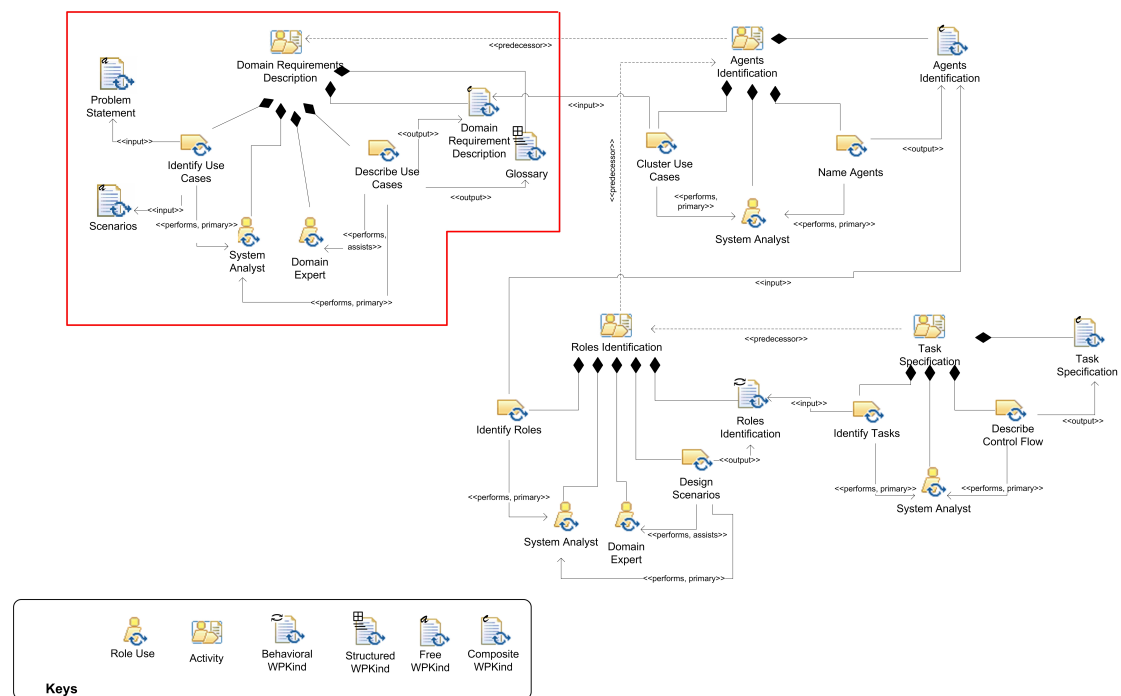 <<predecessor>>
Domain Requirements
Description
Agents
Identification
Agents
Identification
Problem
Statement
<<input>>
Identify Use
Cases
<<output>>
Describe Use
Cases
Domain
Requirement
Description
Glossary
<<input>>
Cluster Use
Cases
Name Agents
<<output>>
<<predecessor>>
Scenarios
<<input>>
<<performs, primary>>
<<output>>
<<performs,
assists>>
<<performs,
primary>>
<<performs, primary>>
System Analyst
System
Analyst
Domain
Expert
<<performs, primary>>
<<input>>
Roles Identification
<<predecessor>>
Task
Specification
Task
Specification
Identify Roles
Roles
Identification
<<input>>
Identify Tasks
Describe
Control Flow
<<output>>
<<output>>
Design
Scenarios
<<performs, primary>>
<<performs, primary>>
<<performs, primary>>
System Analyst
System Analyst
Domain
Expert
<<performs, assists>>
<<performs, primary>>
Role Use
Activity
Behavioral
WPKind
Structured
WPKind
Free
WPKind
Composite
WPKind
Keys